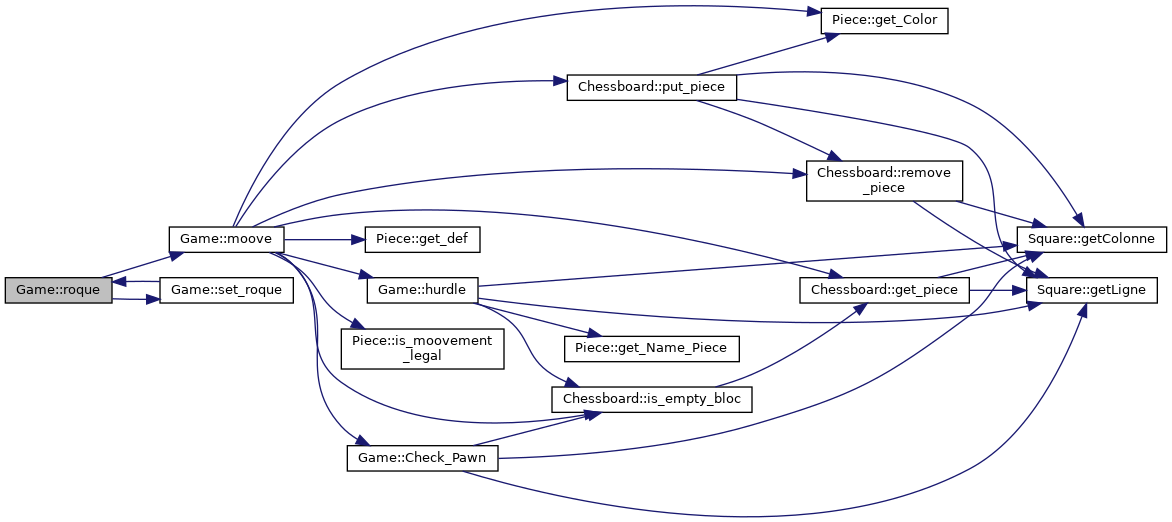 Piece::get_Color
Chessboard::put_piece
Chessboard::remove
_piece
Game::moove
Piece::get_def
Square::getColonne
Game::roque
Game::set_roque
Game::hurdle
Chessboard::get_piece
Square::getLigne
Piece::is_moovement
_legal
Piece::get_Name_Piece
Chessboard::is_empty_bloc
Game::Check_Pawn